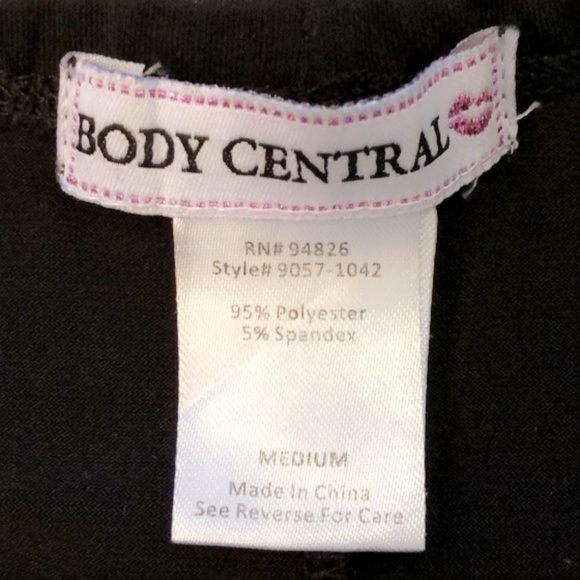 BODY CENTRAL
RN# 94826
Style# 9057-1042
95% Polyester
5% Spandex
MEDIUM
Made In China
See Reverse For Care